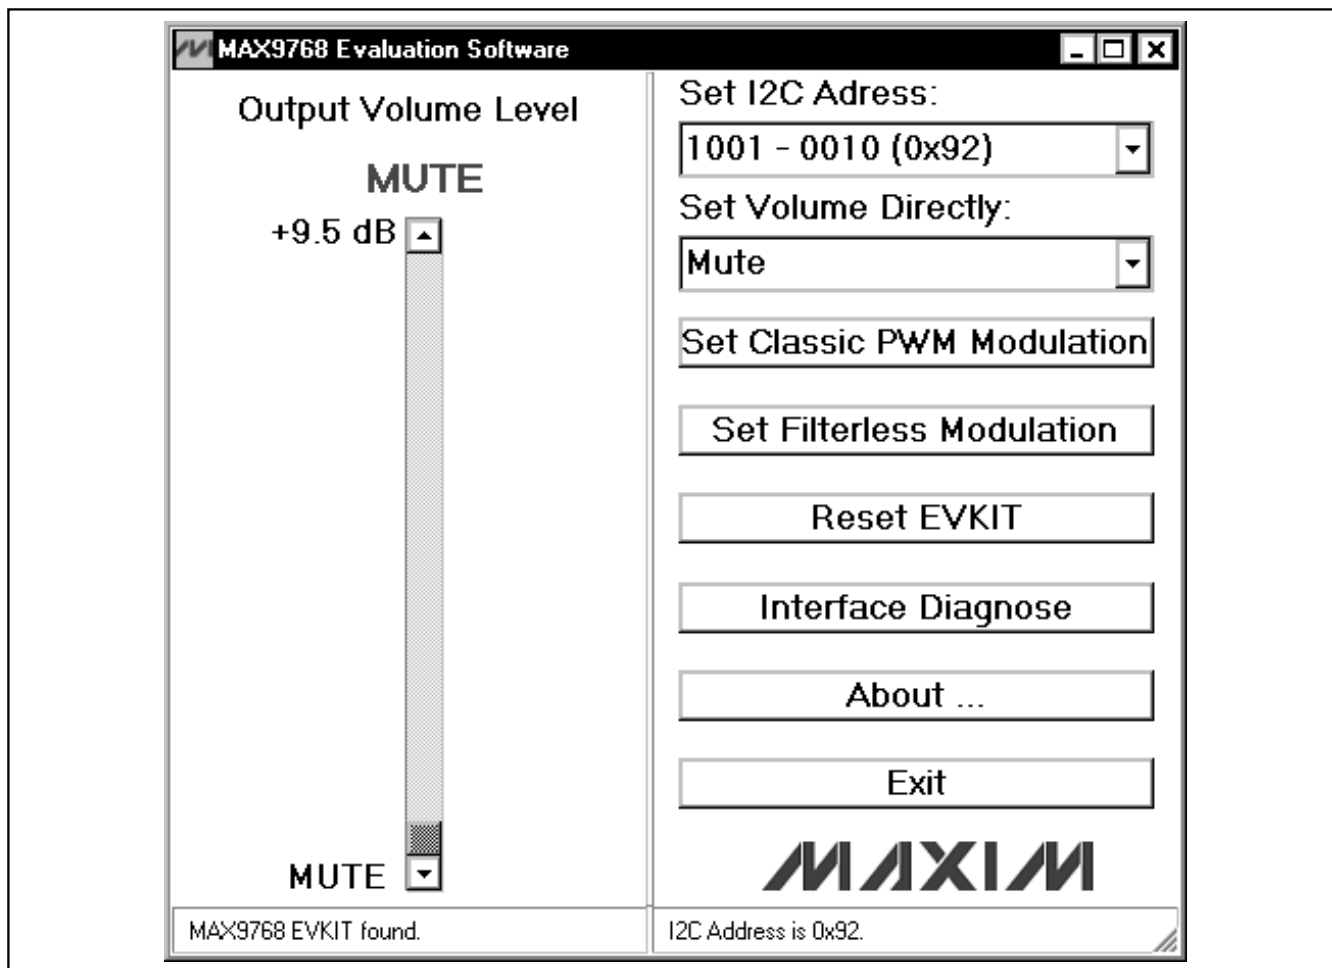 MAX9768 Evaluation Software
Output Volume Level
MUTE
+9.5 dB
MUTE
Set I2C Adress:
1001 - 0010 (0x92)
Set Volume Directly:
Mute
Set Classic PWM Modulation
Set Filterless Modulation
Reset EVKIT
Interface Diagnose
About ...
Exit
MAXIM
MAX9768 EVKIT found.
I2C Address is 0x92.